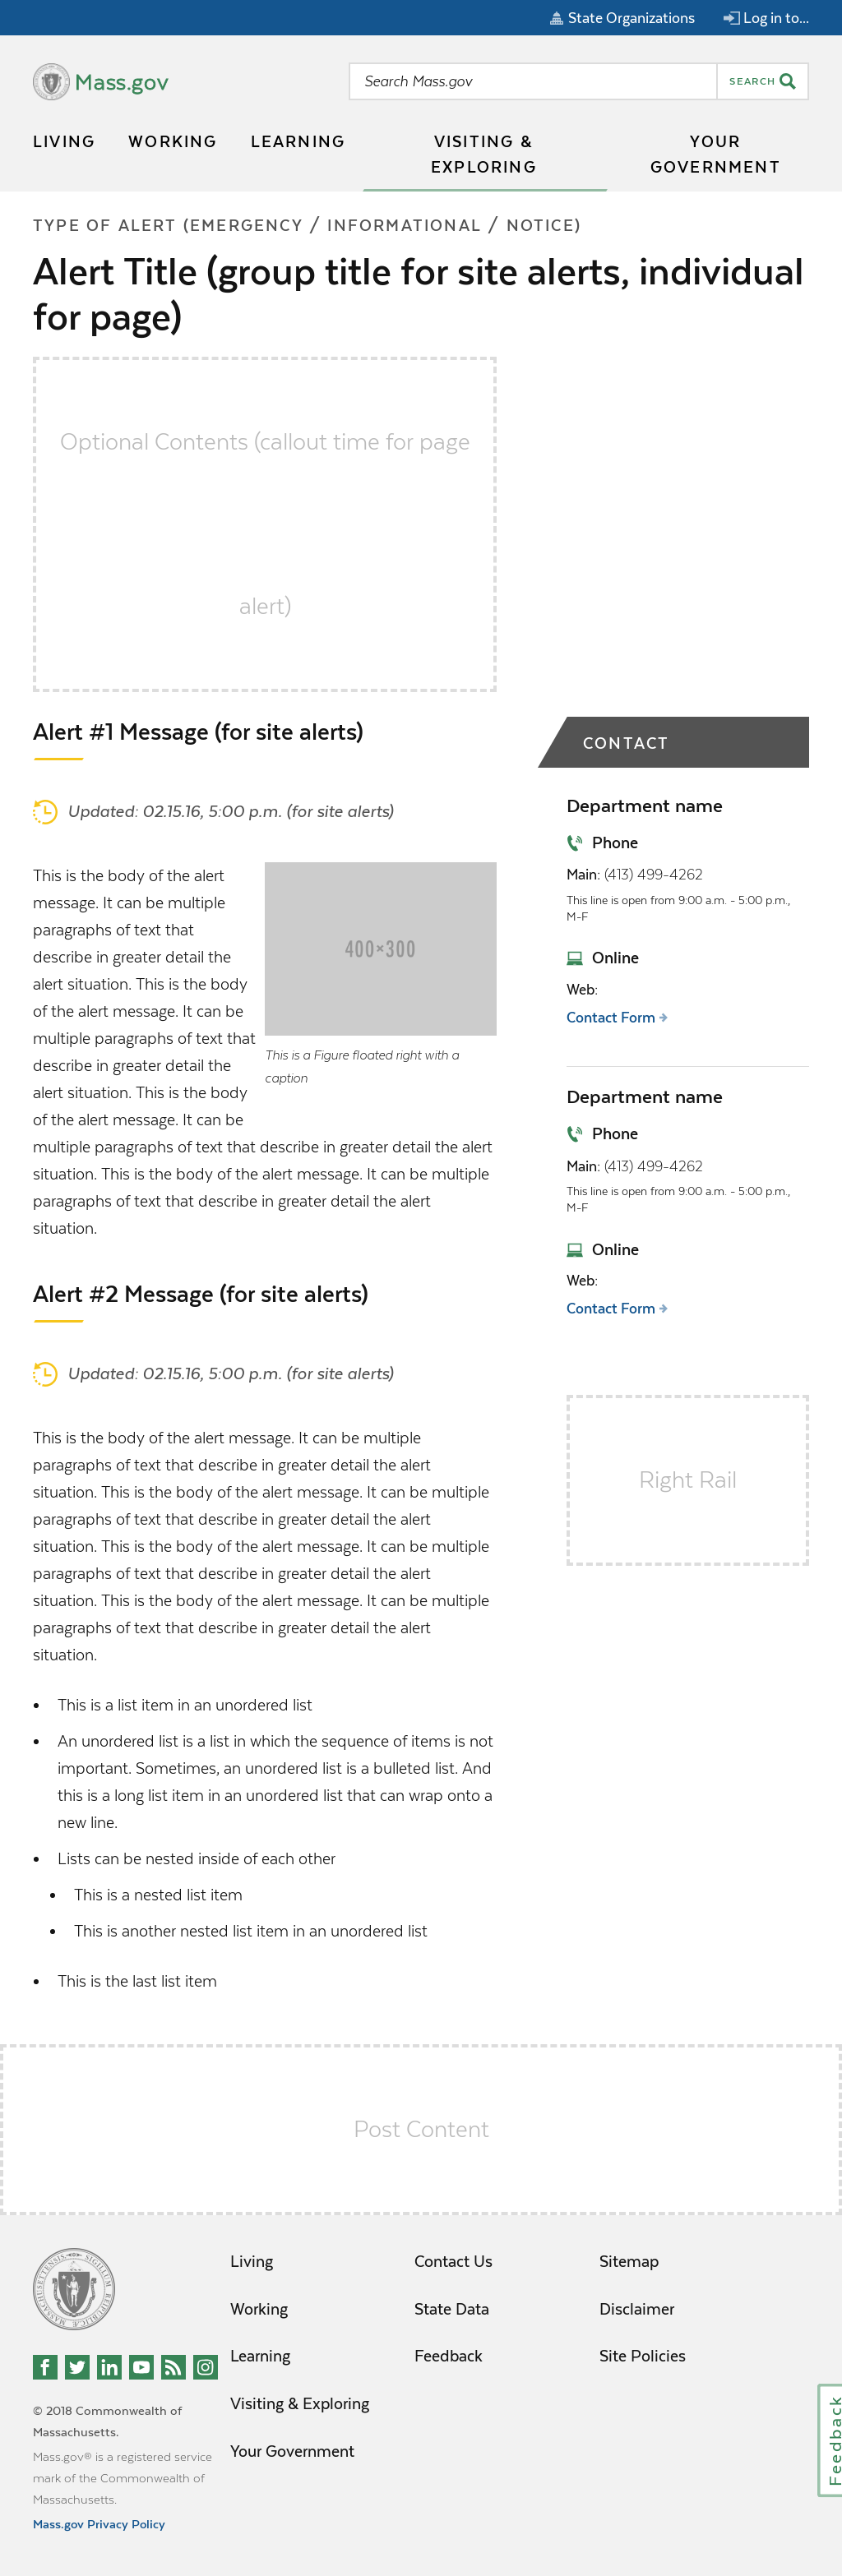 State Organizations
Log in to...
Mass.gov
Search Mass.gov
SEARCH
LIVING
WORKING
LEARNING
VISITING &
EXPLORING
YOUR
GOVERNMENT
TYPE OF ALERT (EMERGENCY / INFORMATIONAL / NOTICE)
Alert Title (group title for site alerts, individual
for page)
Optional Contents (callout time for page
alert)
Alert #1 Message (for site alerts)
Updated: 02.15.16, 5:00 p.m. (for site alerts)
This is the body of the alert
message. It can be multiple
paragraphs of text that
describe in greater detail the
alert situation. This is the body
of the alert message. It can be
multiple paragraphs of text that
describe in greater detail the
alert situation. This is the body
of the alert message. It can be
multiple paragraphs of text that describe in greater detail the alert
situation. This is the body of the alert message. It can be multiple
paragraphs of text that describe in greater detail the alert
situation.
400×300
This is a Figure floated right with a
caption
Alert #2 Message (for site alerts)
Updated: 02.15.16, 5:00 p.m. (for site alerts)
This is the body of the alert message. It can be multiple
paragraphs of text that describe in greater detail the alert
situation. This is the body of the alert message. It can be multiple
paragraphs of text that describe in greater detail the alert
situation. This is the body of the alert message. It can be multiple
paragraphs of text that describe in greater detail the alert
situation. This is the body of the alert message. It can be multiple
paragraphs of text that describe in greater detail the alert
situation.
• This is a list item in an unordered list
• An unordered list is a list in which the sequence of items is not
important. Sometimes, an unordered list is a bulleted list. And
this is a long list item in an unordered list that can wrap onto a
new line.
• Lists can be nested inside of each other
• This is a nested list item
• This is another nested list item in an unordered list
• This is the last list item
CONTACT
Department name
Phone
Main: (413) 499-4262
This line is open from 9:00 a.m. - 5:00 p.m.,
M-F
Online
Web:
Contact Form
Department name
Phone
Main: (413) 499-4262
This line is open from 9:00 a.m. - 5:00 p.m.,
M-F
Online
Web:
Contact Form
Right Rail
Post Content
Living
Working
Learning
Visiting & Exploring
Your Government
Contact Us
State Data
Feedback
Sitemap
Disclaimer
Site Policies
© 2018 Commonwealth of
Massachusetts.
Mass.gov® is a registered service
mark of the Commonwealth of
Massachusetts.
Mass.gov Privacy Policy
Feedback